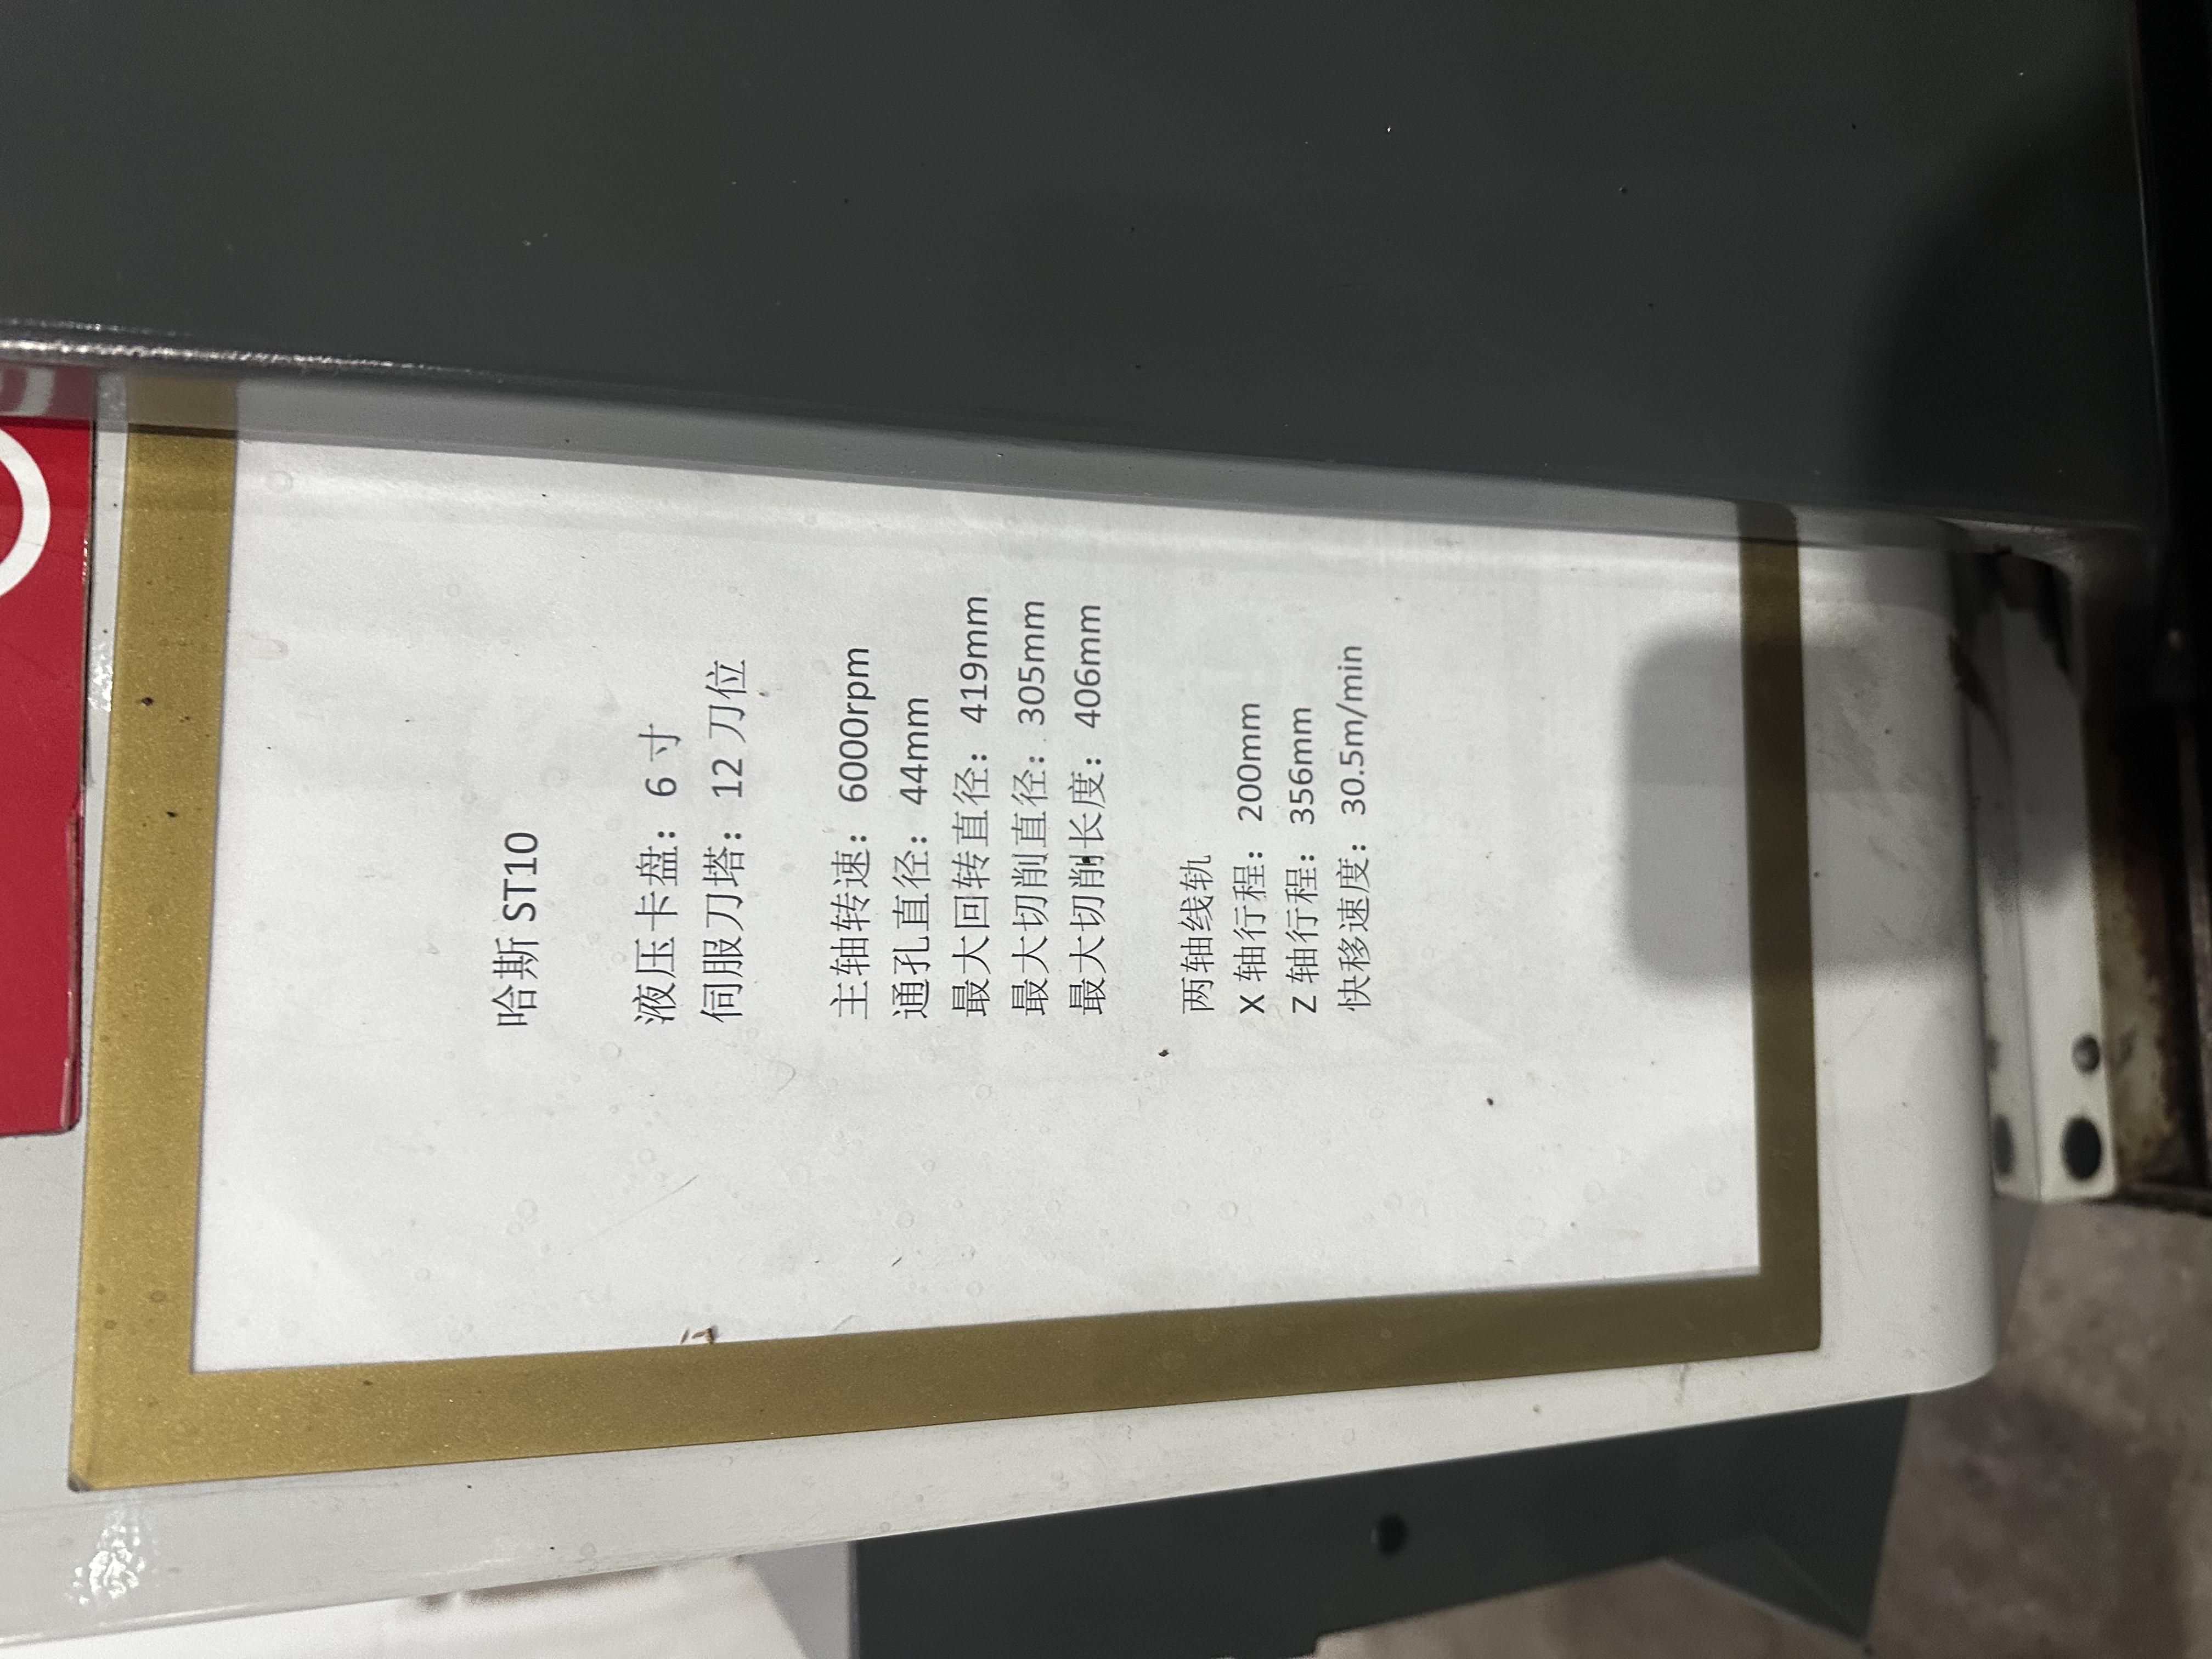 哈斯 ST10
液压卡盘：6 寸
伺服刀塔：12 刀位
主轴转速：6000rpm
通孔直径：44mm
最大回转直径：419mm
最大切削直径：305mm
最大切削长度：406mm
两轴线轨
X 轴行程：200mm
Z 轴行程：356mm
快移速度：30.5m/min